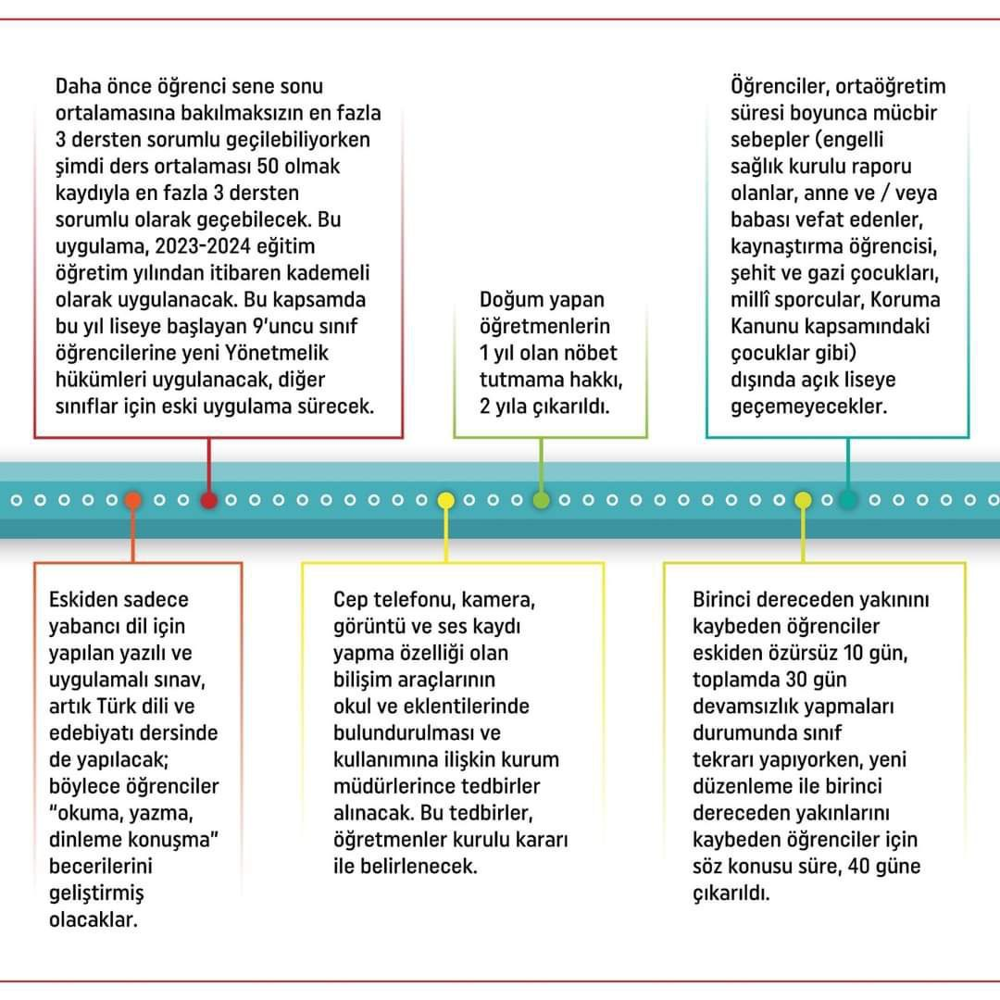 Daha önce öğrenci sene sonu
ortalamasına bakılmaksızın en fazla
3 dersten sorumlu geçilebiliyorken
şimdi ders ortalaması 50 olmak
kaydıyla en fazla 3 dersten
sorumlu olarak geçebilecek. Bu
uygulama, 2023-2024 eğitim
öğretim yılından itibaren kademeli
olarak uygulanacak. Bu kapsamda
bu yıl liseye başlayan 9'uncu sınıf
öğrencilerine yeni Yönetmelik
hükümleri uygulanacak, diğer
sınıflar için eski uygulama sürecek.
Doğum yapan
öğretmenlerin
1 yıl olan nöbet
tutmama hakkı,
2 yıla çıkarıldı.
Öğrenciler, ortaöğretim
süresi boyunca mücbir
sebepler (engelli
sağlık kurulu raporu
olanlar, anne ve / veya
babası vefat edenler,
kaynaştırma öğrencisi,
şehit ve gazi çocukları,
millî sporcular, Koruma
Kanunu kapsamındaki
çocuklar gibi)
dışında açık liseye
geçemeyecekler.
Eskiden sadece
yabancı dil için
yapılan yazılı ve
uygulamalı sınav,
artık Türk dili ve
edebiyatı dersinde
de yapılacak;
böylece öğrenciler
“okuma, yazma,
dinleme konuşma”
becerilerini
geliştirmiş
olacaklar.
Cep telefonu, kamera,
görüntü ve ses kaydı
yapma özelliği olan
bilişim araçlarının
okul ve eklentilerinde
bulundurulması ve
kullanımına ilişkin kurum
müdürlerince tedbirler
alınacak. Bu tedbirler,
öğretmenler kurulu kararı
ile belirlenecek.
Birinci dereceden yakınını
kaybeden öğrenciler
eskiden özürsüz 10 gün,
toplamda 30 gün
devamsızlık yapmaları
durumunda sınıf
tekrarı yapıyorken, yeni
düzenleme ile birinci
dereceden yakınlarını
kaybeden öğrenciler için
söz konusu süre, 40 güne
çıkarıldı.